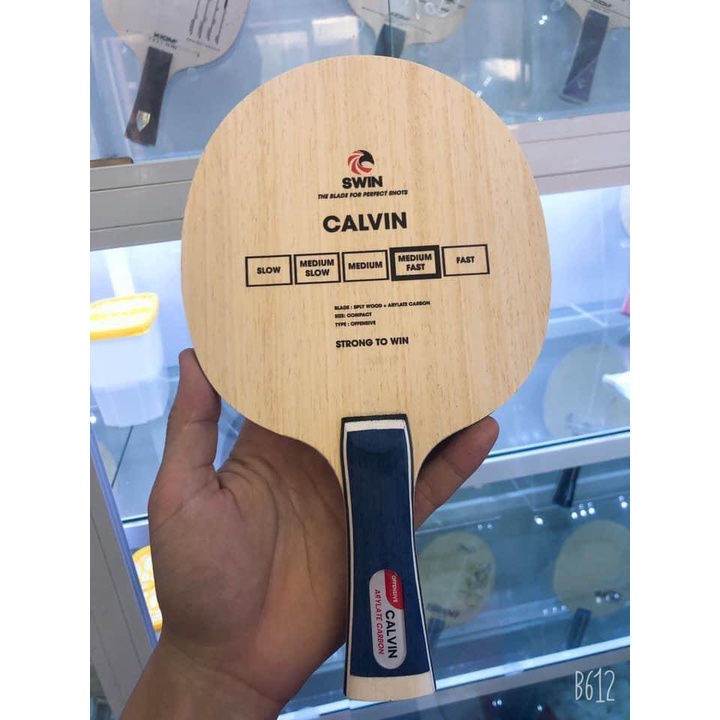 SWIN
THE BLADE FOR PERFECT SHOTS
CALVIN
SLOW
MEDIUM SLOW
MEDIUM
MEDIUM FAST
FAST
BLADE : 5PLY WOOD + ARYLATE CARBON
SIZE: COMPACT
TYPE : OFFENSIVE
STRONG TO WIN
OFFENSIVE
CALVIN
ARYLATE CARBON
B612